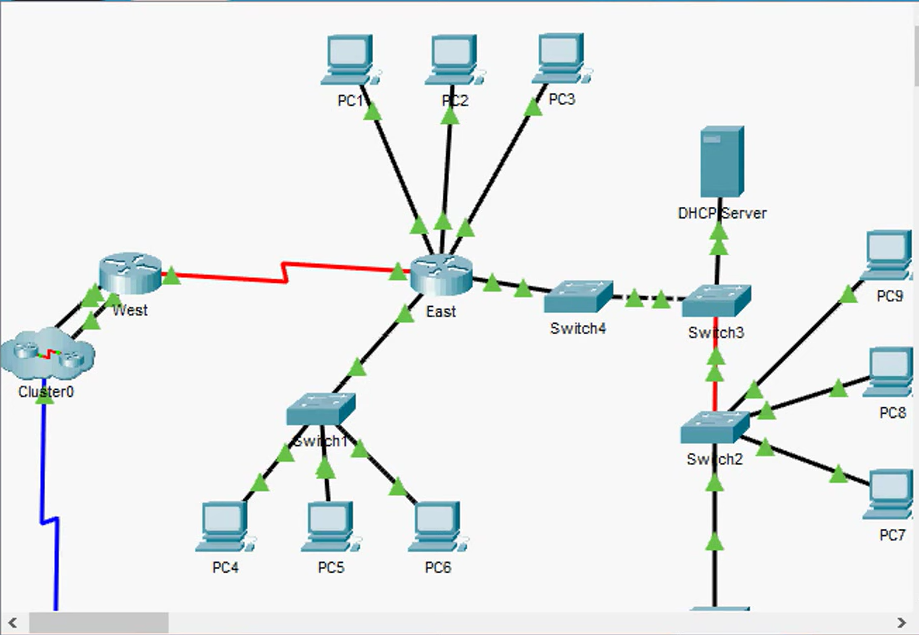 PC1
PC2
PC3
DHCP Server
PC9
West
East
Switch4
Switch3
Cluster0
PC8
Switch1
Switch2
PC7
PC4
PC5
PC6